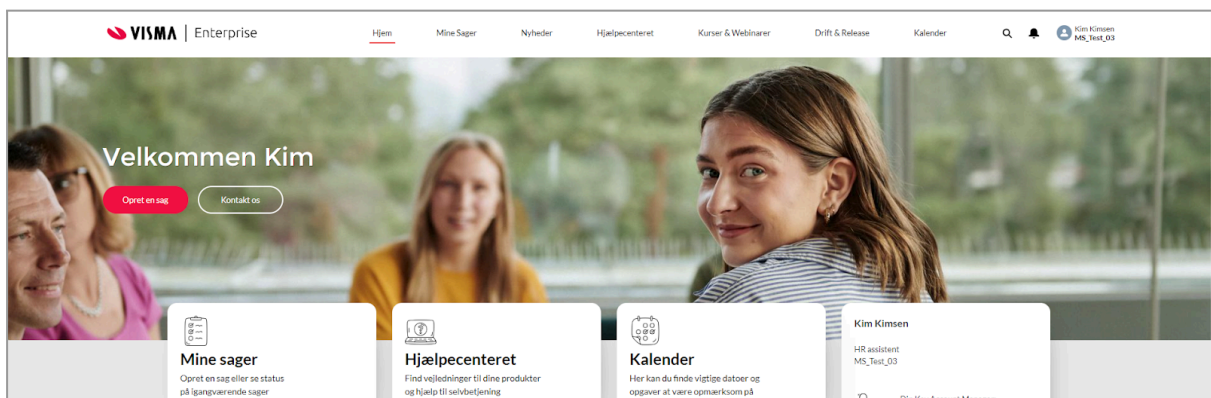 VISMA | Enterprise
Hjem
Mine Sager
Nyheder
Hjælpecenteret
Kurser & Webinarer
Drift & Release
Kalender
Kim Kimsen
MS_Test_03
Velkommen Kim
Opret en sag
Kontakt os
Mine sager
Opret en sag eller se status
på igangværende sager
Hjælpecenteret
Find vejledninger til dine produkter
og hjælp til selvbetjening
Kalender
Her kan du finde vigtige datoer og
opgaver at være opmærksom på
Kim Kimsen
HR assistent
MS_Test_03